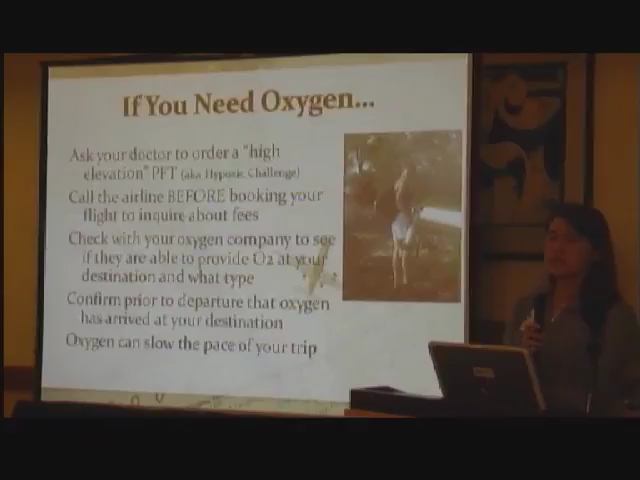 If You Need Oxygen...
Ask your doctor to order a "high
elevation" PFT (aka Hypoxic Challenge)
Call the airline BEFORE booking your
flight to inquire about fees
Check with your oxygen company to see
if they are able to provide O2 at your
destination and what type
Confirm prior to departure that oxygen
has arrived at your destination
Oxygen can slow the pace of your trip